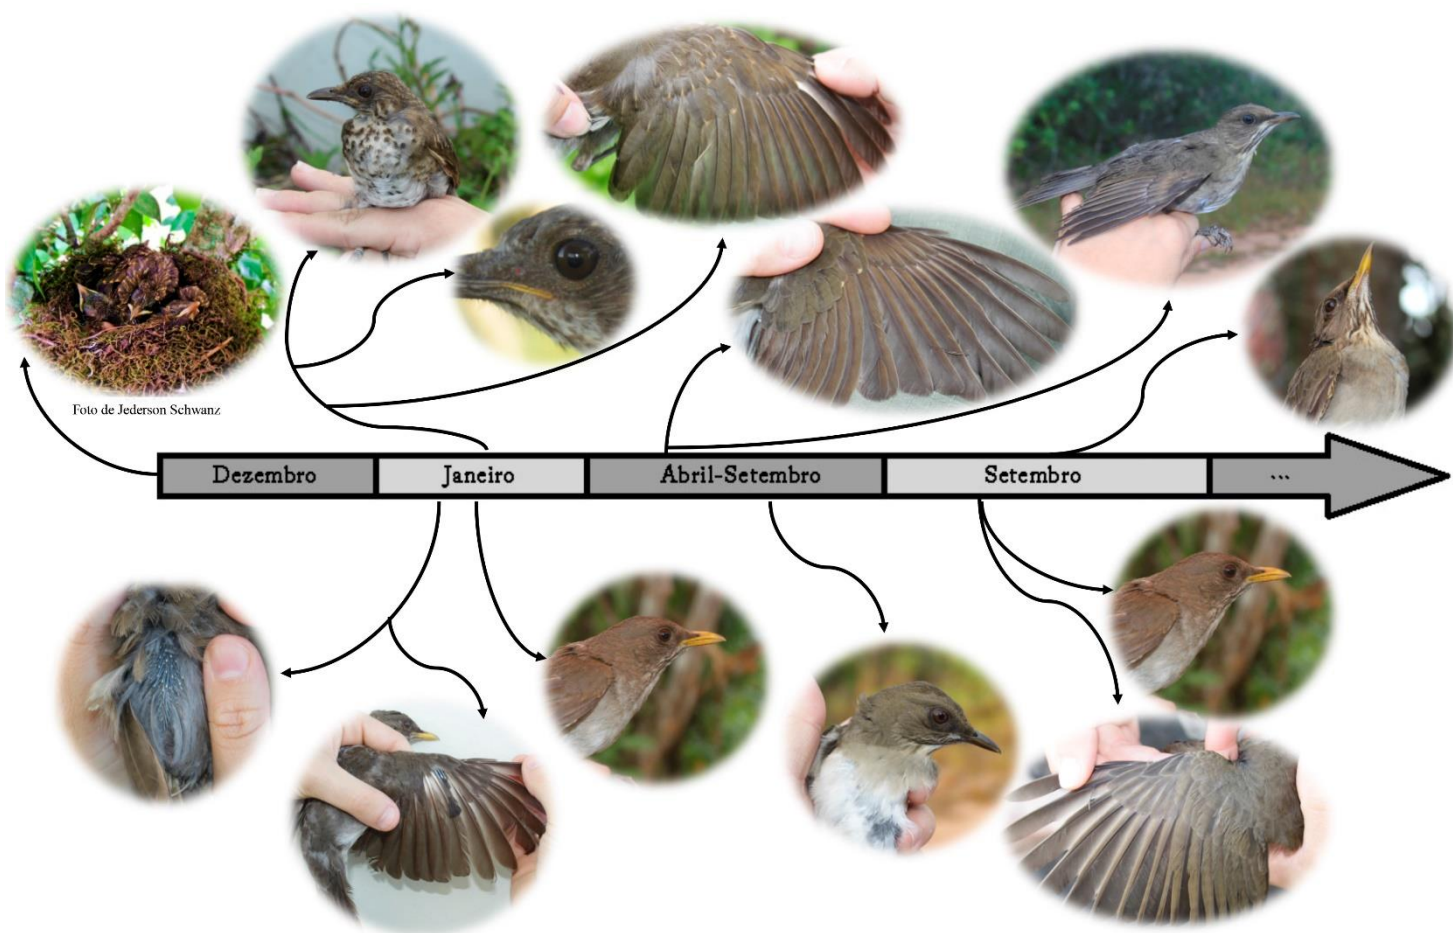 Foto de Jederson Schwanz
Dezembro
Janeiro
Abril-Setembro
Setembro
...